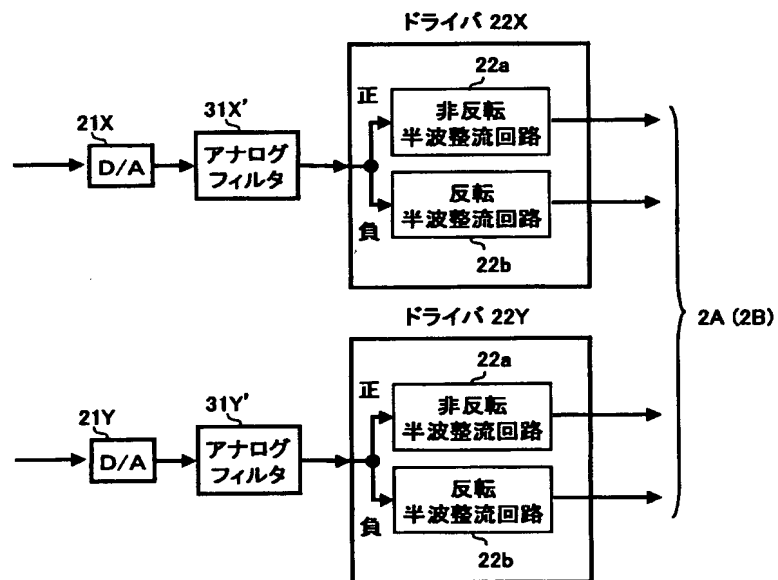 ドライバ 22X
22a
正
非反転
半波整流回路
31X'
21X
D/A
アナログ
フィルタ
反転
半波整流回路
負
22b
2A (2B)
ドライバ 22Y
22a
正
非反転
半波整流回路
31Y'
21Y
D/A
アナログ
フィルタ
反転
半波整流回路
負
22b